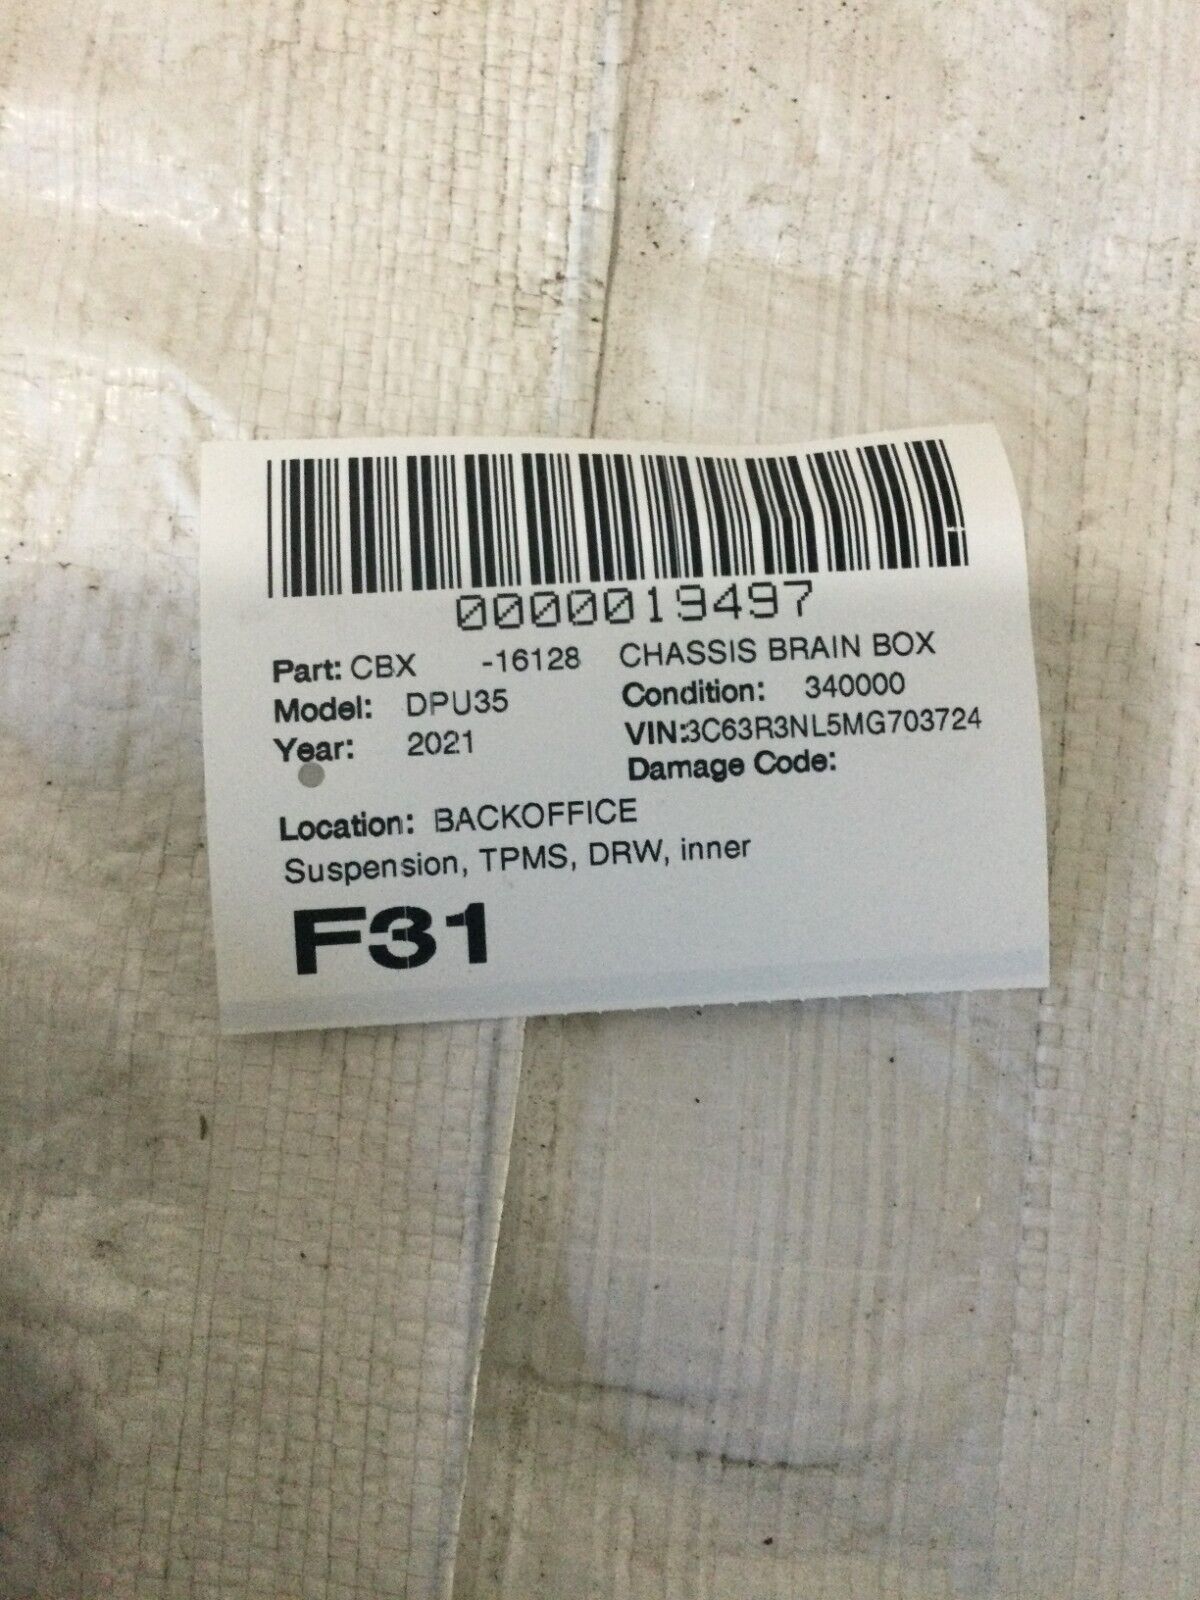 0000019497
Part: CBX -16128 CHASSIS BRAIN BOX
Model: DPU35 Condition: 340000
Year: 2021 VIN:3C63R3NL5MG703724
Damage Code:
Location: BACKOFFICE
Suspension, TPMS, DRW, inner
F31